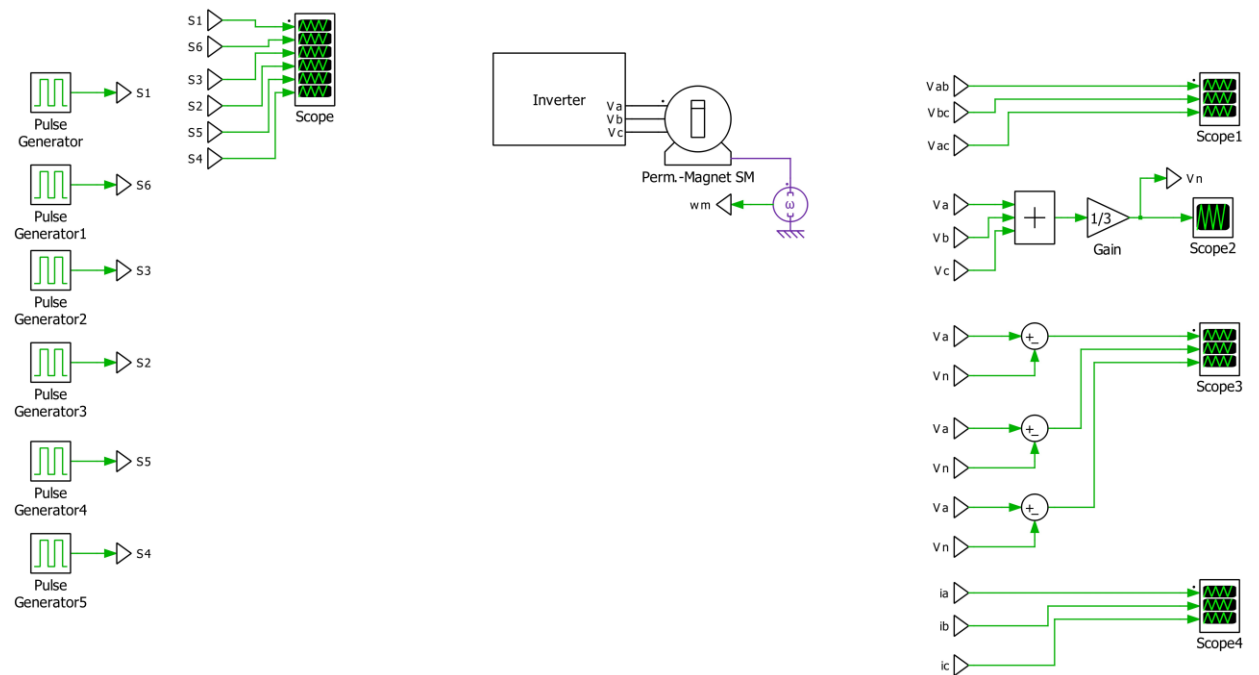 S1
S6
S3
S2
S5
S4
Scope
S1
Pulse
Generator
S6
Pulse
Generator1
S3
Pulse
Generator2
S2
Pulse
Generator3
S5
Pulse
Generator4
S4
Pulse
Generator5
Inverter
Va
Vb
Vc
Perm.-Magnet SM
wm
ω
Vab
Vbc
Vac
Scope1
Va
Vb
Vc
1/3
Gain
Vn
Scope2
Va
Vn
Va
Vn
Va
Vn
Scope3
ia
ib
ic
Scope4